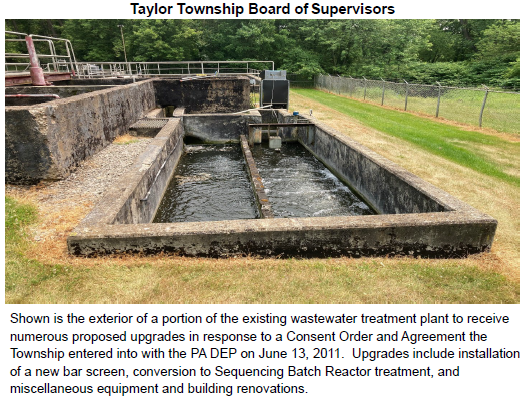 Taylor Township Board of Supervisors
Shown is the exterior of a portion of the existing wastewater treatment plant to receive
numerous proposed upgrades in response to a Consent Order and Agreement the
Township entered into with the PA DEP on June 13, 2011.  Upgrades include installation
of a new bar screen, conversion to Sequencing Batch Reactor treatment, and
miscellaneous equipment and building renovations.